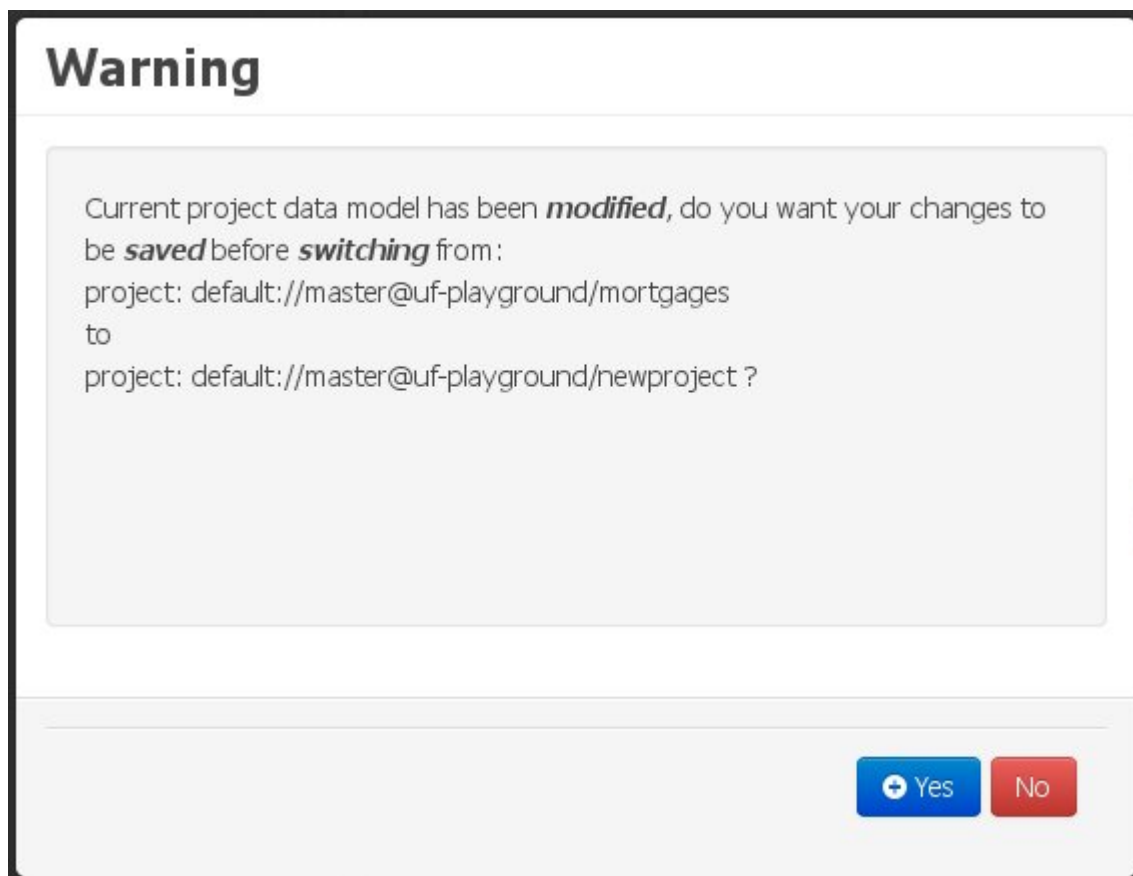 Warning
Current project data model has been modified, do you want your changes to
be saved before switching from:
project: default://master@uf-playground/mortgages
to
project: default://master@uf-playground/newproject ?
Yes
No